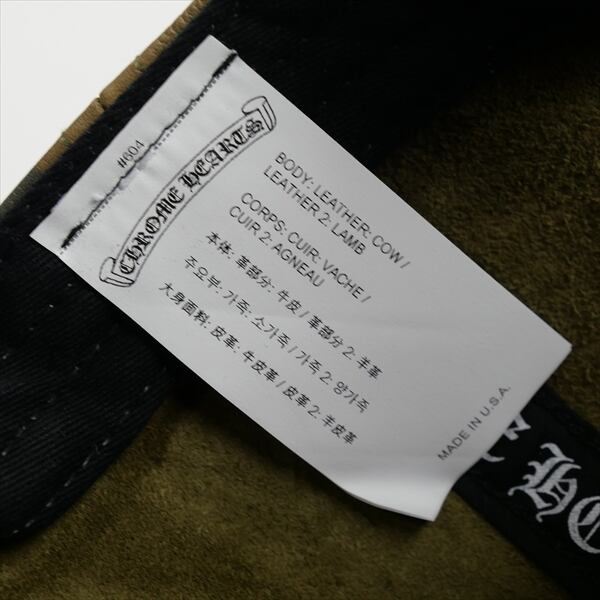 #604
CHROME HEARTS
BODY: LEATHER: COW /
LEATHER 2: LAMB
CORPS: CUIR: VACHE /
CUIR 2: AGNEAU
本体: 革部分: 牛皮 / 革部分 2: 羊革
주요부: 가죽: 소가죽 / 가죽 2: 양가죽
大身面料: 皮革: 牛皮革 / 皮革 2: 羊皮革
MADE IN U.S.A.